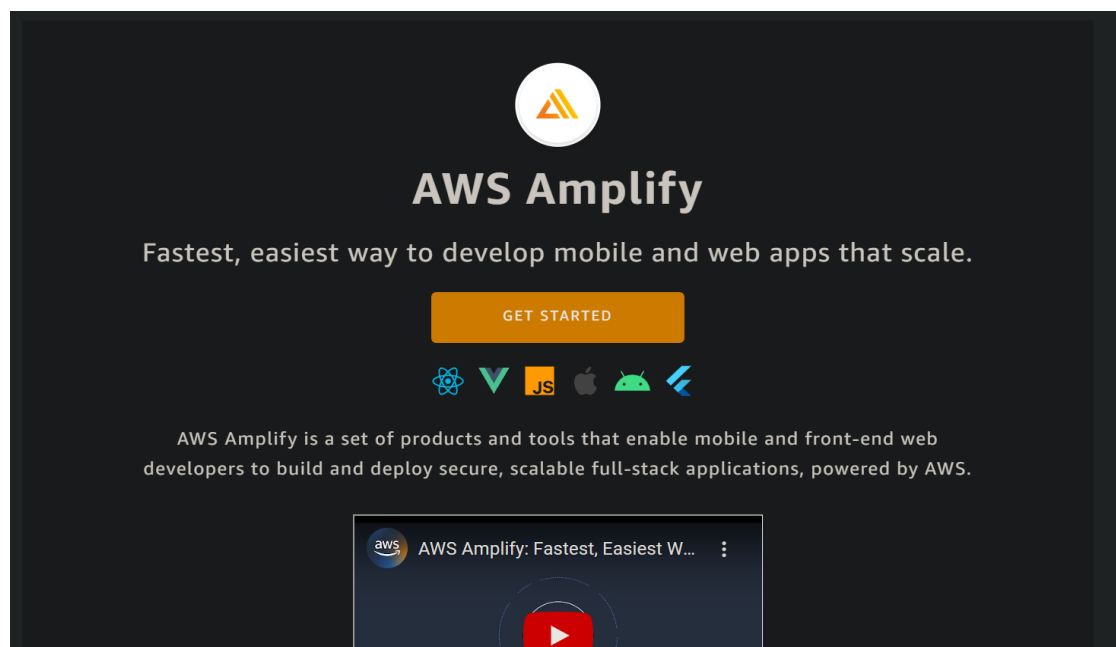 AWS Amplify
Fastest, easiest way to develop mobile and web apps that scale.
GET STARTED
JS
AWS Amplify is a set of products and tools that enable mobile and front-end web
developers to build and deploy secure, scalable full-stack applications, powered by AWS.
aws
AWS Amplify: Fastest, Easiest W...